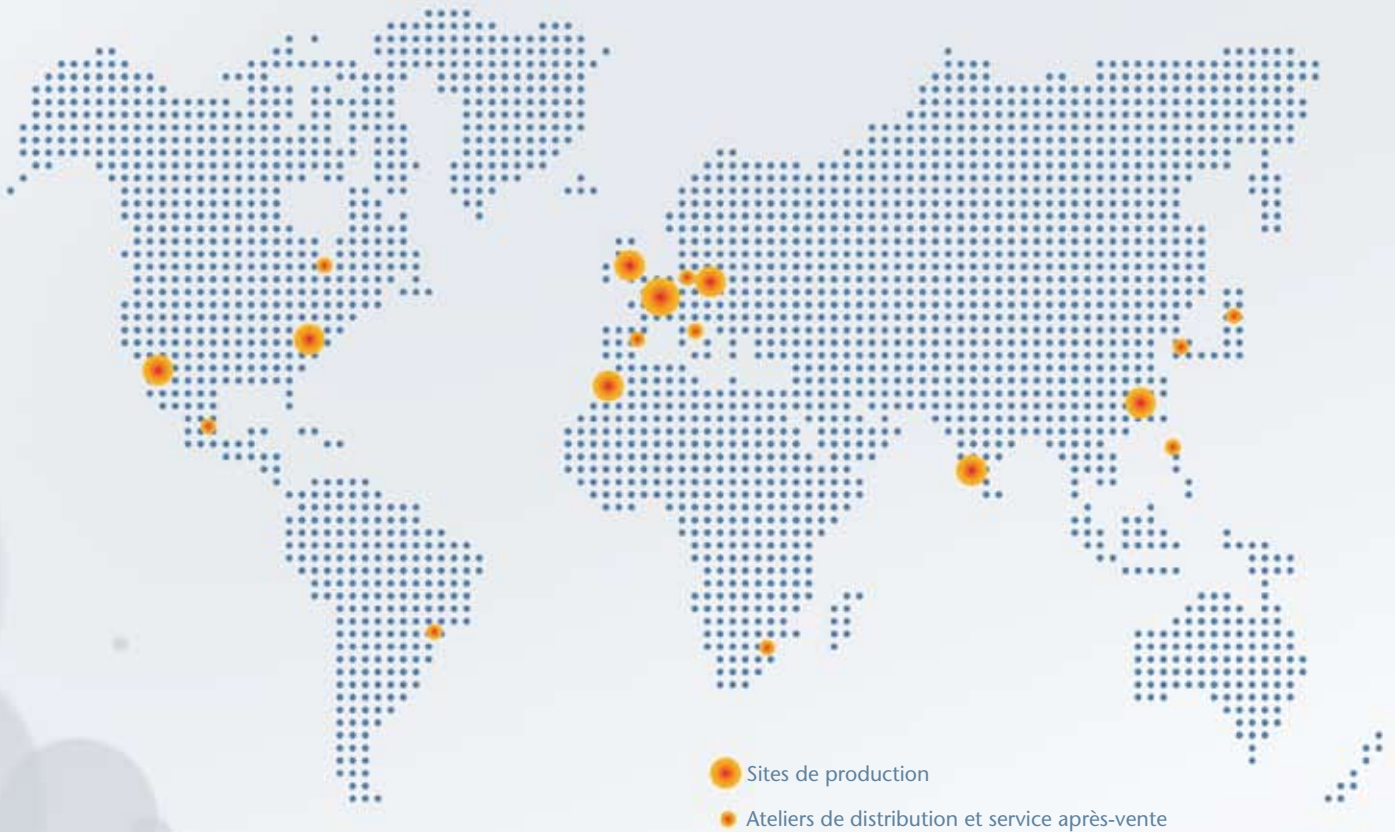 Sites de production
Ateliers de distribution et service après-vente